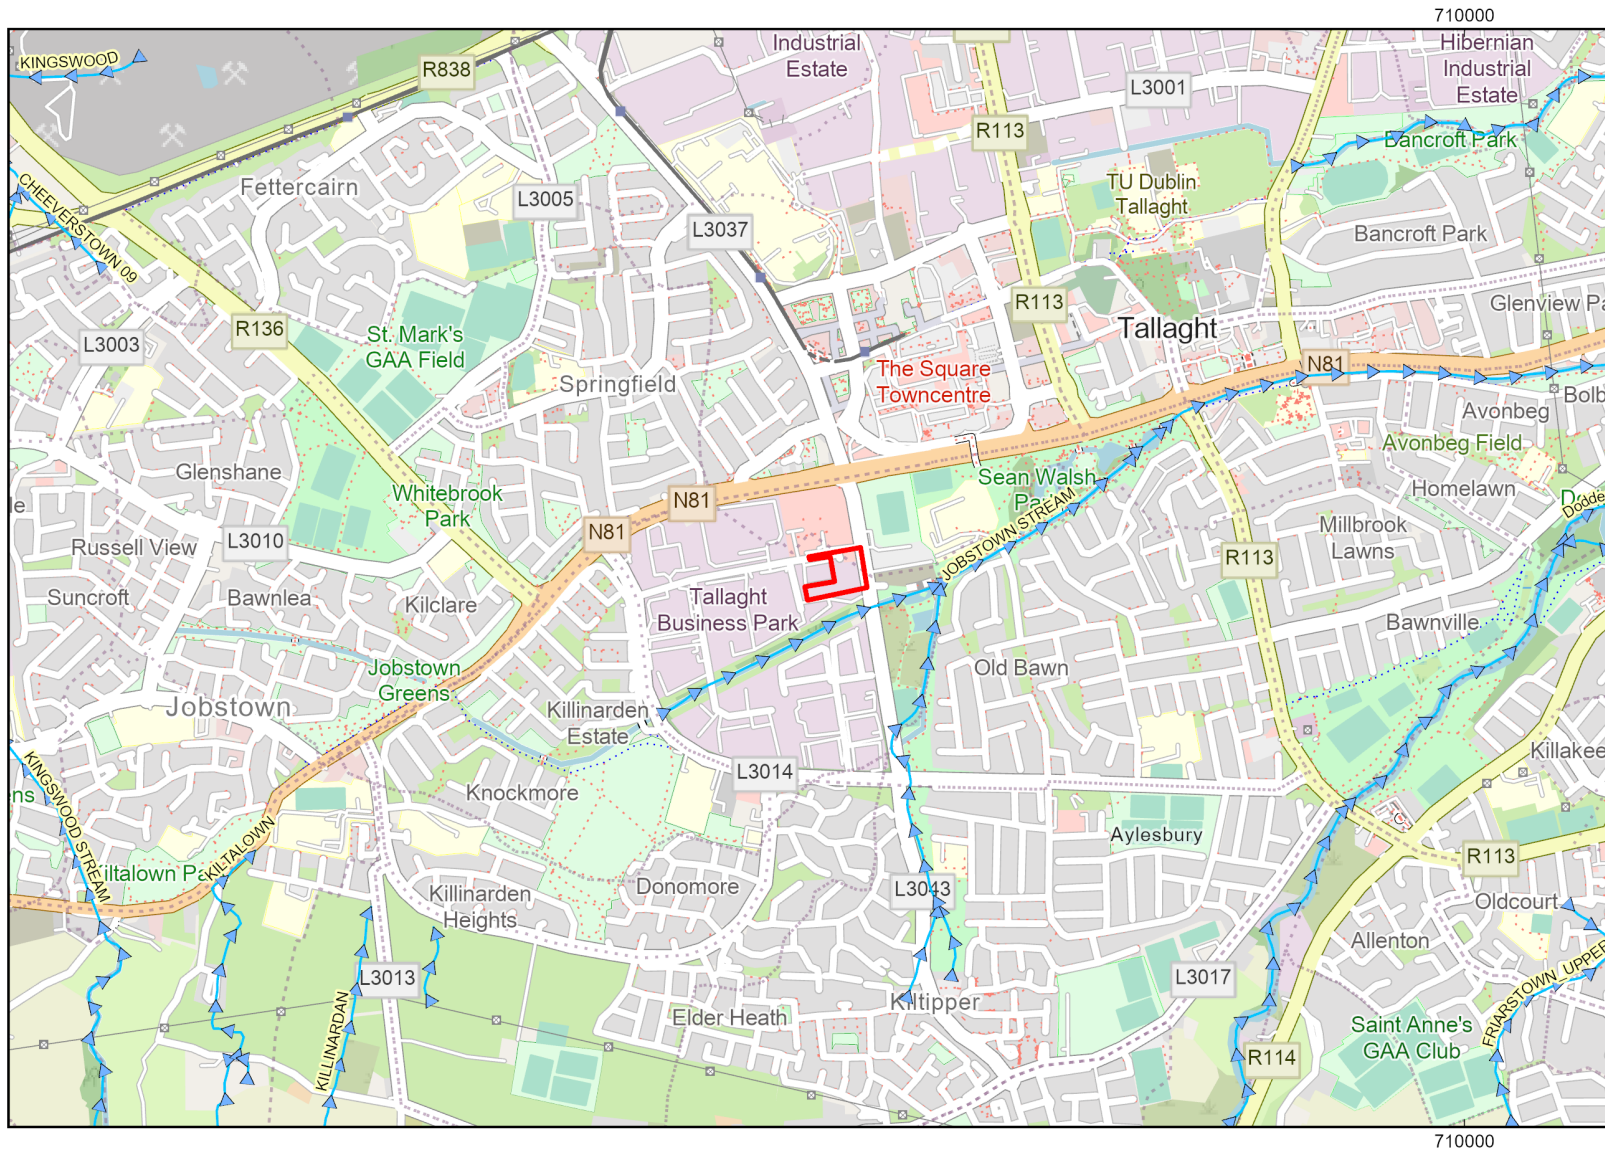 710000
KINGSWOOD
R838
Industrial
Estate
Hibernian
Industrial
Estate
L3001
R113
Bancroft Park
CHEEVERSTOWN 09
Fettercairn
L3005
TU Dublin
Tallaght
L3037
Bancroft Park
R136
L3003
St. Mark's
GAA Field
R113
Tallaght
Glenview Pa
Springfield
The Square
Towncentre
N81
Bolb
Avonbeg
Avonbeg Field
Glenshane
Whitebrook
Park
N81
Sean Walsh
Pa
Homelawn
le
L3010
N81
JOBSTOWN STREAM
Millbrook
Lawns
D
Dodde
Russell View
R113
Suncroft
Bawnlea
Kilclare
Tallaght
Business Park
Bawnville
Jobstown
Greens
Old Bawn
Jobstown
Killinarden
Estate
Killakee
KINGSWOOD STREAM
ens
L3014
Knockmore
Aylesbury
KILTALOWN
Kiltalown Pa
R113
Killinarden
Heights
Donomore
L3043
Oldcourt
Allenton
L3013
L3017
KILLINARDAN
Elder Heath
Kiltipper
FRIARSTOWN_UPPER
Saint Anne's
GAA Club
R114
710000